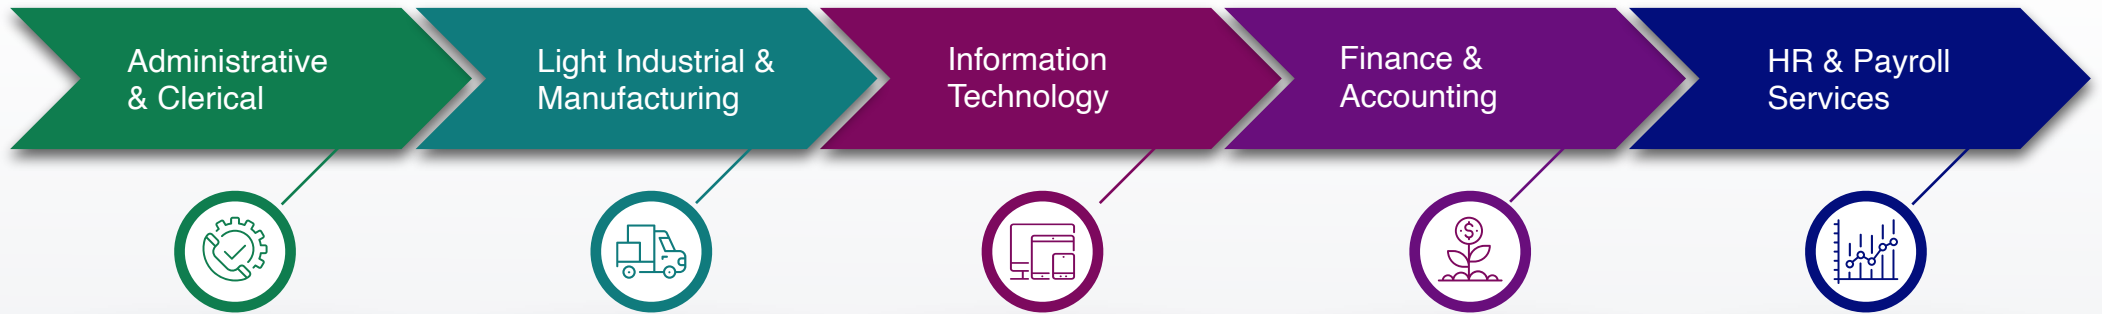 Administrative
& Clerical
Light Industrial &
Manufacturing
Information
Technology
Finance &
Accounting
HR & Payroll
Services
$